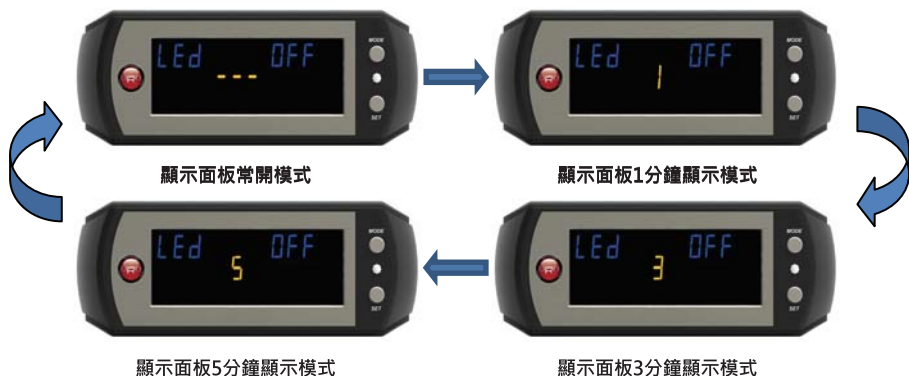 LEd OFF
---
MODE
SET
顯示面板常開模式
LEd OFF
1
MODE
SET
顯示面板1分鐘顯示模式
LEd OFF
5
MODE
SET
顯示面板5分鐘顯示模式
LEd OFF
3
MODE
SET
顯示面板3分鐘顯示模式